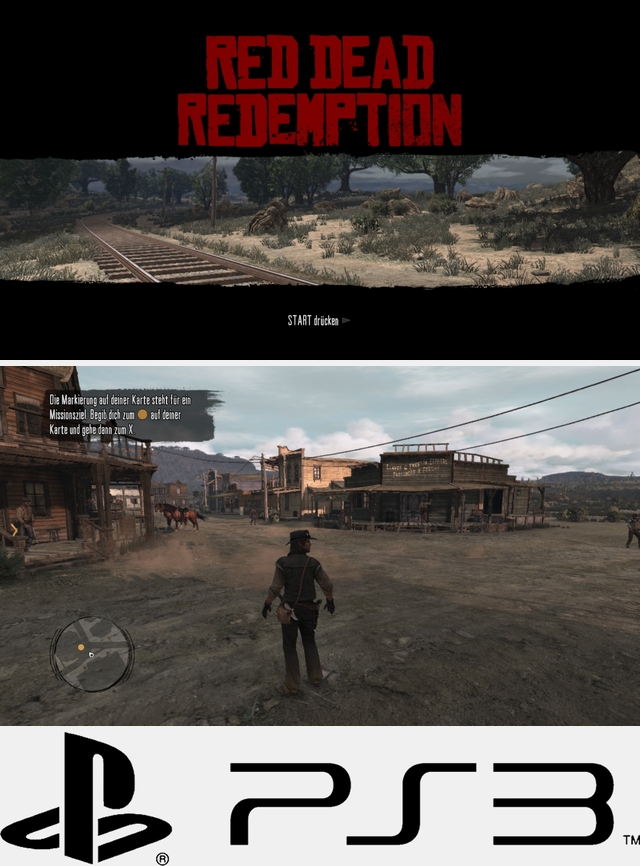 RED DEAD
REDEMPTION
START drücken
Die Markierung auf deiner Karte steht für ein
Missionsziel. Begib dich zum auf deiner
Karte und gehe dann zum X.
PS3
®
TM